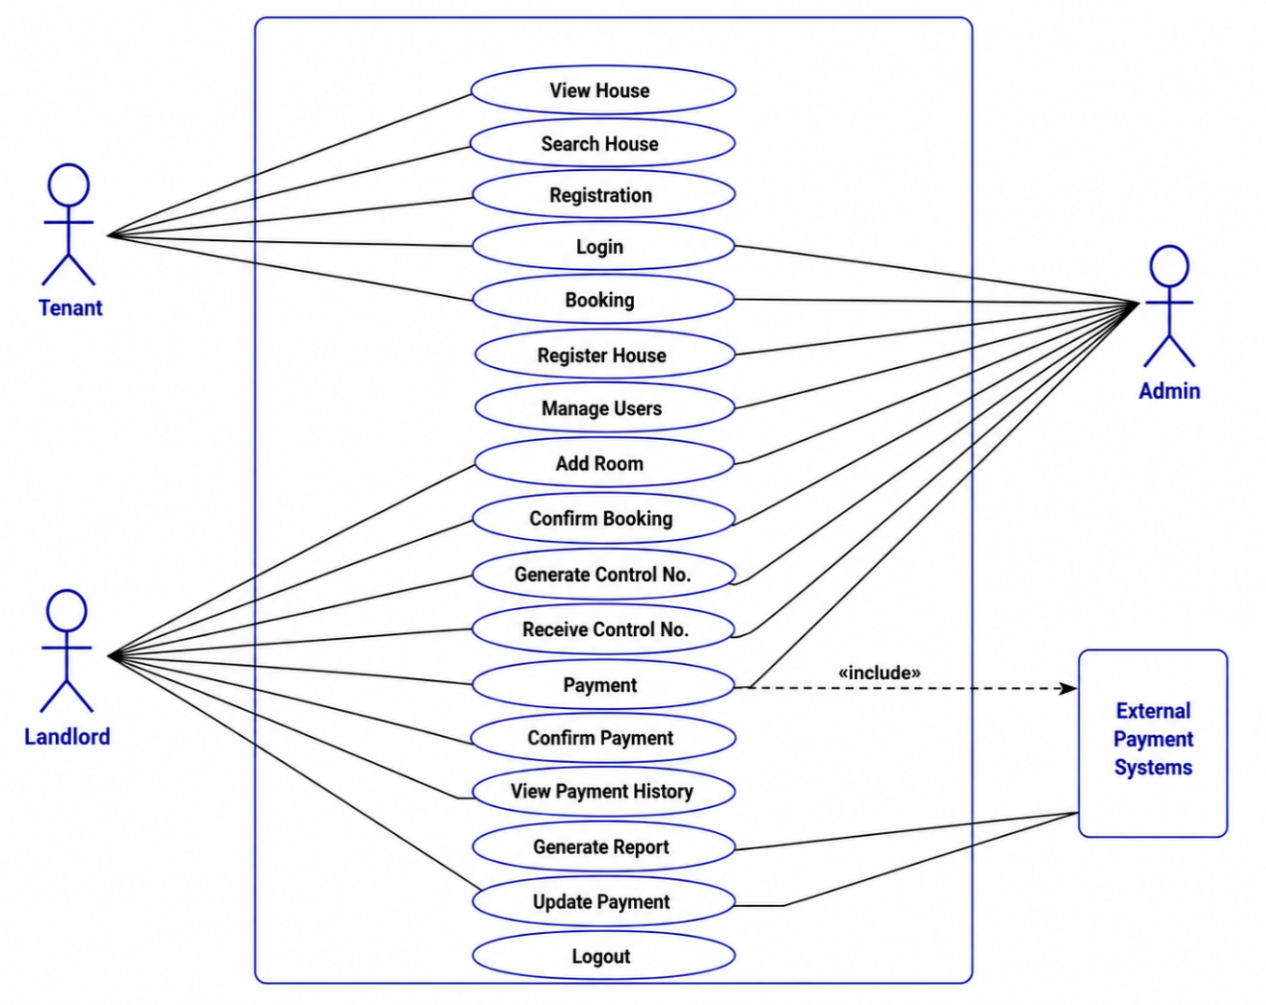 View House
Search House
Registration
Login
Booking
Register House
Manage Users
Add Room
Confirm Booking
Generate Control No.
Receive Control No.
Payment
Confirm Payment
View Payment History
Generate Report
Update Payment
Logout
Tenant
Landlord
Admin
«include»
External
Payment
Systems